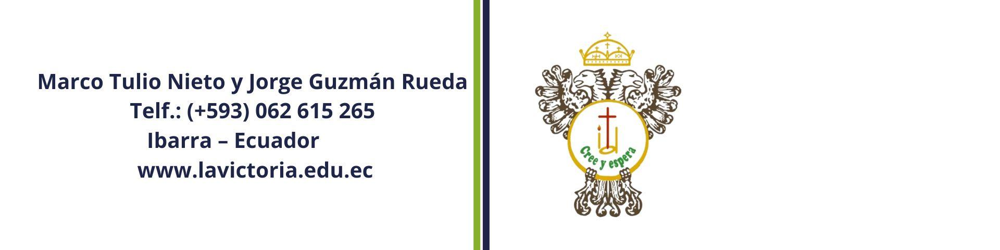 Marco Tulio Nieto y Jorge Guzmán Rueda
Telf.: (+593) 062 615 265
Ibarra – Ecuador
www.lavictoria.edu.ec
Cree y espera